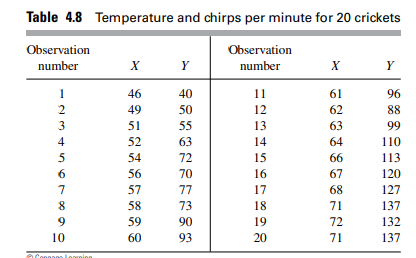 Table 4.8 Temperature and chirps per minute for 20 crickets
Observation Observation
number X Y number X Y
1 46 40 11 61 96
2 49 50 12 62 88
3 51 55 13 63 99
4 52 63 14 64 110
5 54 72 15 66 113
6 56 70 16 67 120
7 57 77 17 68 127
8 58 73 18 71 137
9 59 90 19 72 132
10 60 93 20 71 137